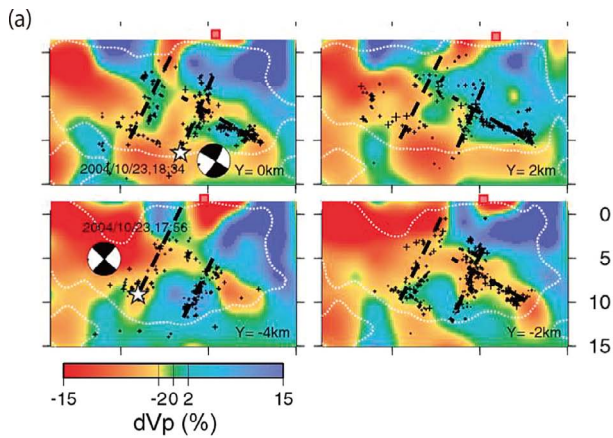 (a)
2004/10/23,18:34
Y= 0km
Y= 2km
2004/10/23,17:56
Y= -4km
Y= -2km
0
5
10
15
-15
-20 2
15
dVp (%)